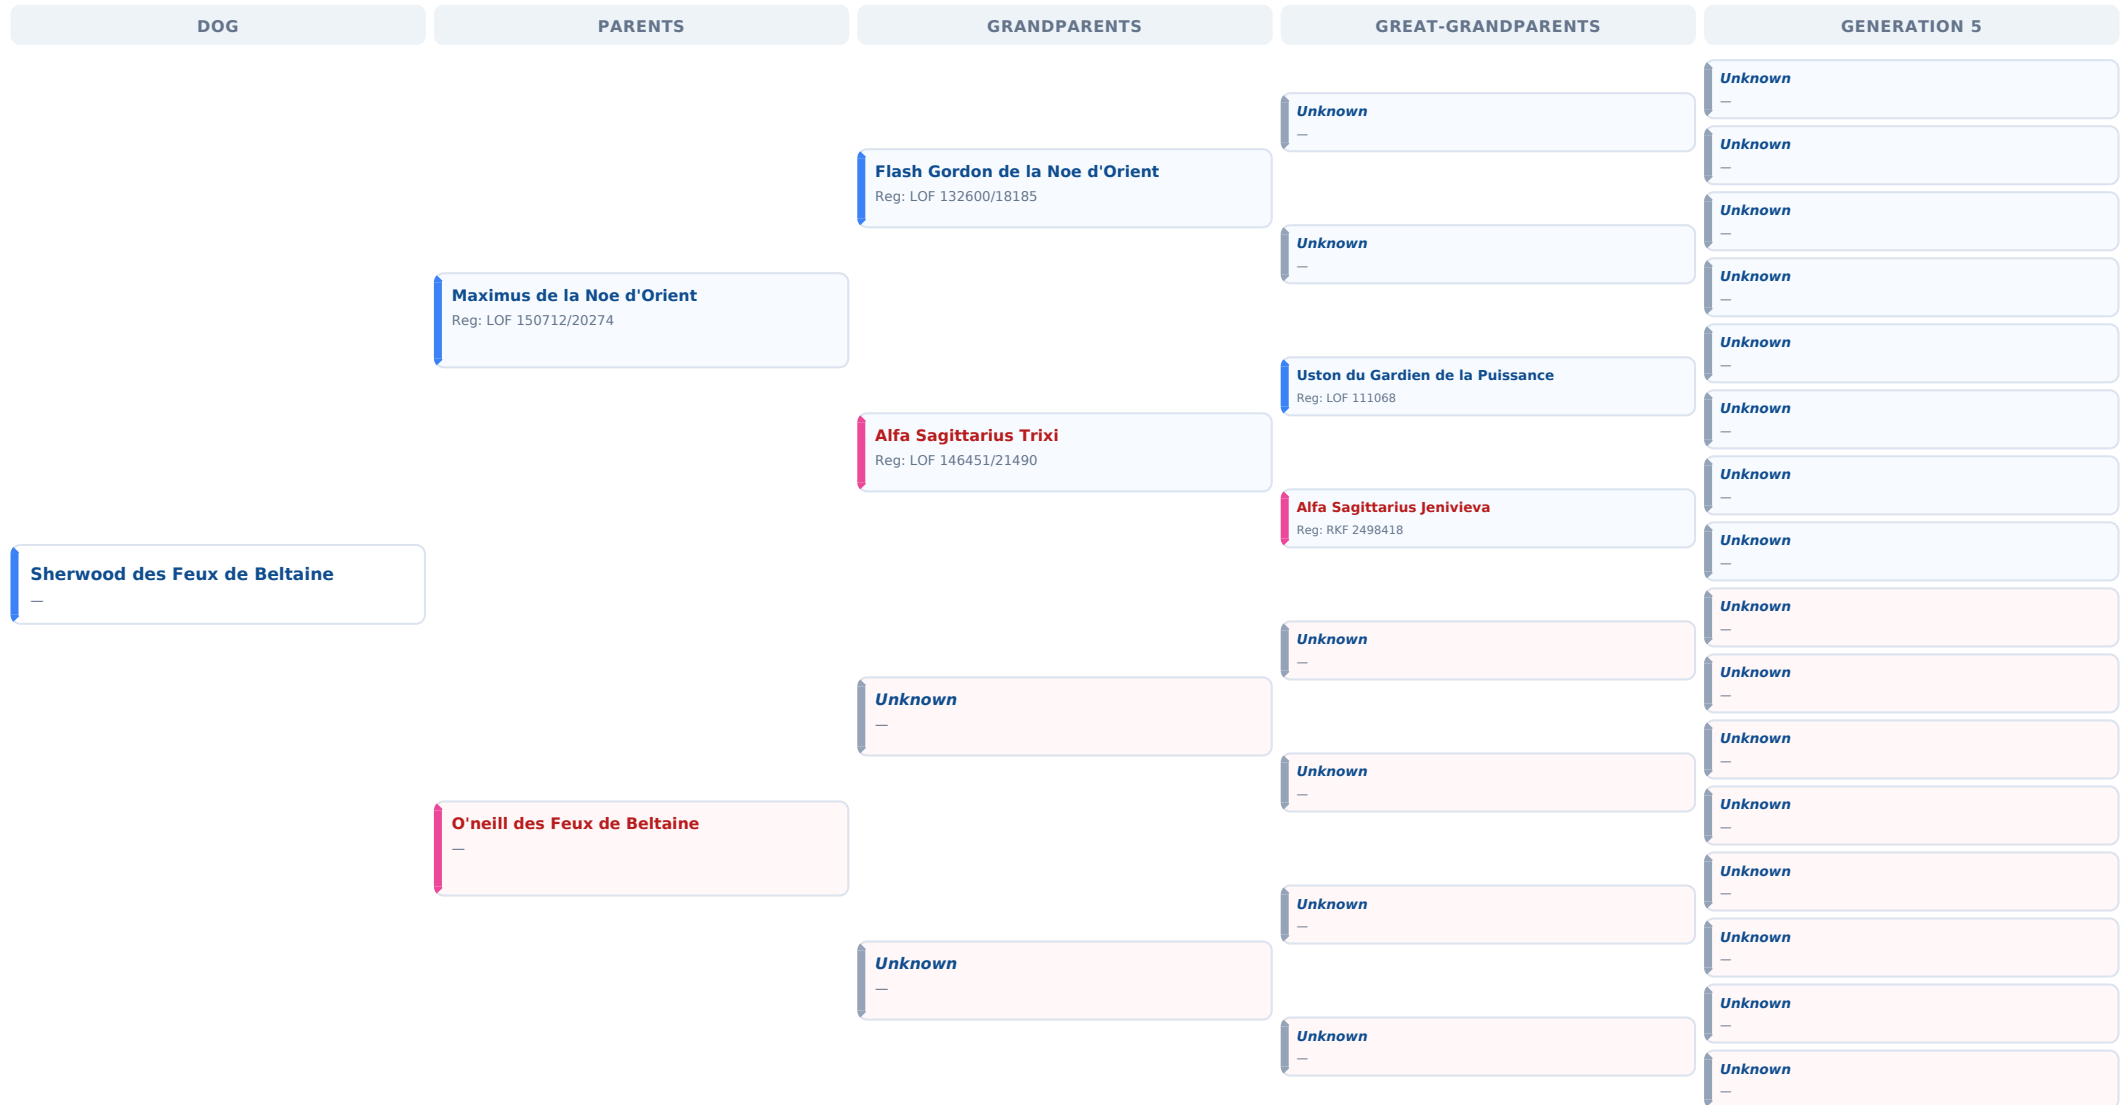 DOG
PARENTS
GRANDPARENTS
GREAT-GRANDPARENTS
GENERATION 5
Sherwood des Feux de Beltaine
—
Maximus de la Noe d'Orient
Reg: LOF 150712/20274
O'neill des Feux de Beltaine
—
Flash Gordon de la Noe d'Orient
Reg: LOF 132600/18185
Alfa Sagittarius Trixi
Reg: LOF 146451/21490
Unknown
—
Unknown
—
Unknown
—
Unknown
—
Uston du Gardien de la Puissance
Reg: LOF 111068
Alfa Sagittarius Jenivieva
Reg: RKF 2498418
Unknown
—
Unknown
—
Unknown
—
Unknown
—
Unknown
—
Unknown
—
Unknown
—
Unknown
—
Unknown
—
Unknown
—
Unknown
—
Unknown
—
Unknown
—
Unknown
—
Unknown
—
Unknown
—
Unknown
—
Unknown
—
Unknown
—
Unknown
—